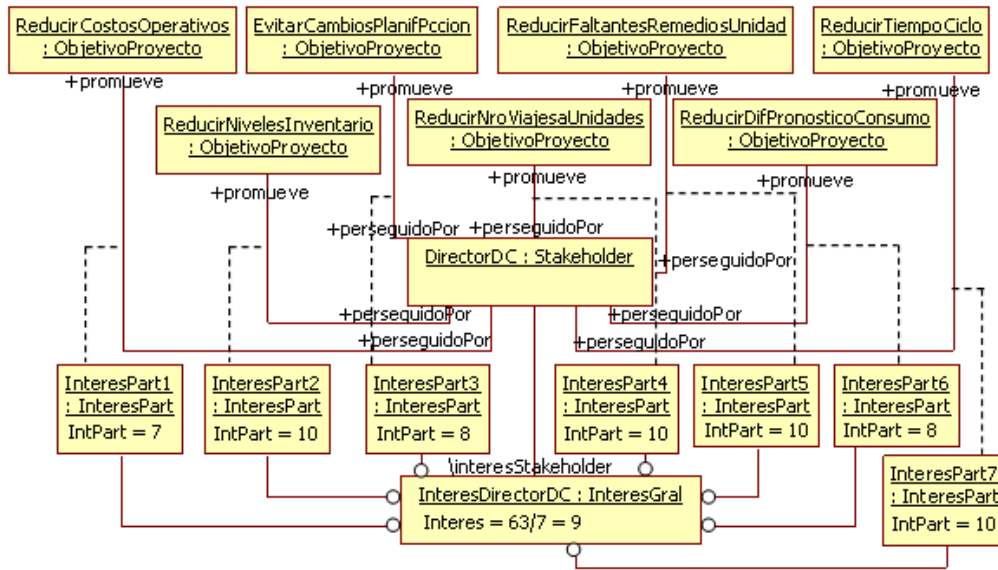 ReducirCostosOperativos
: ObjetivoProyecto
EvitarCambiosPlanifPccion
: ObjetivoProyecto
ReducirFaltantesRemediosUnidad
: ObjetivoProyecto
ReducirTiempoCiclo
: ObjetivoProyecto
+promueve
+promueve
+promueve
+promueve
ReducirNivelesInventario
: ObjetivoProyecto
ReducirNroViajesaUnidades
: ObjetivoProyecto
ReducirDifPronosticoConsumo
: ObjetivoProyecto
+promueve
+promueve
+promueve
+perseguidoPor
+perseguidoPor
DirectorDC : Stakeholder
+perseguidoPor
+perseguidoPor
+perseguidoPor
+perseguidoPor
+perseguidoPor
InteresPart1
: InteresPart
IntPart = 7
InteresPart2
: InteresPart
IntPart = 10
InteresPart3
: InteresPart
IntPart = 8
InteresPart4
: InteresPart
IntPart = 10
InteresPart5
: InteresPart
IntPart = 10
InteresPart6
: InteresPart
IntPart = 8
InteresPart7
: InteresPart
IntPart = 10
\interesStakeholder
InteresDirectorDC : InteresGral
Interes = 63/7 = 9